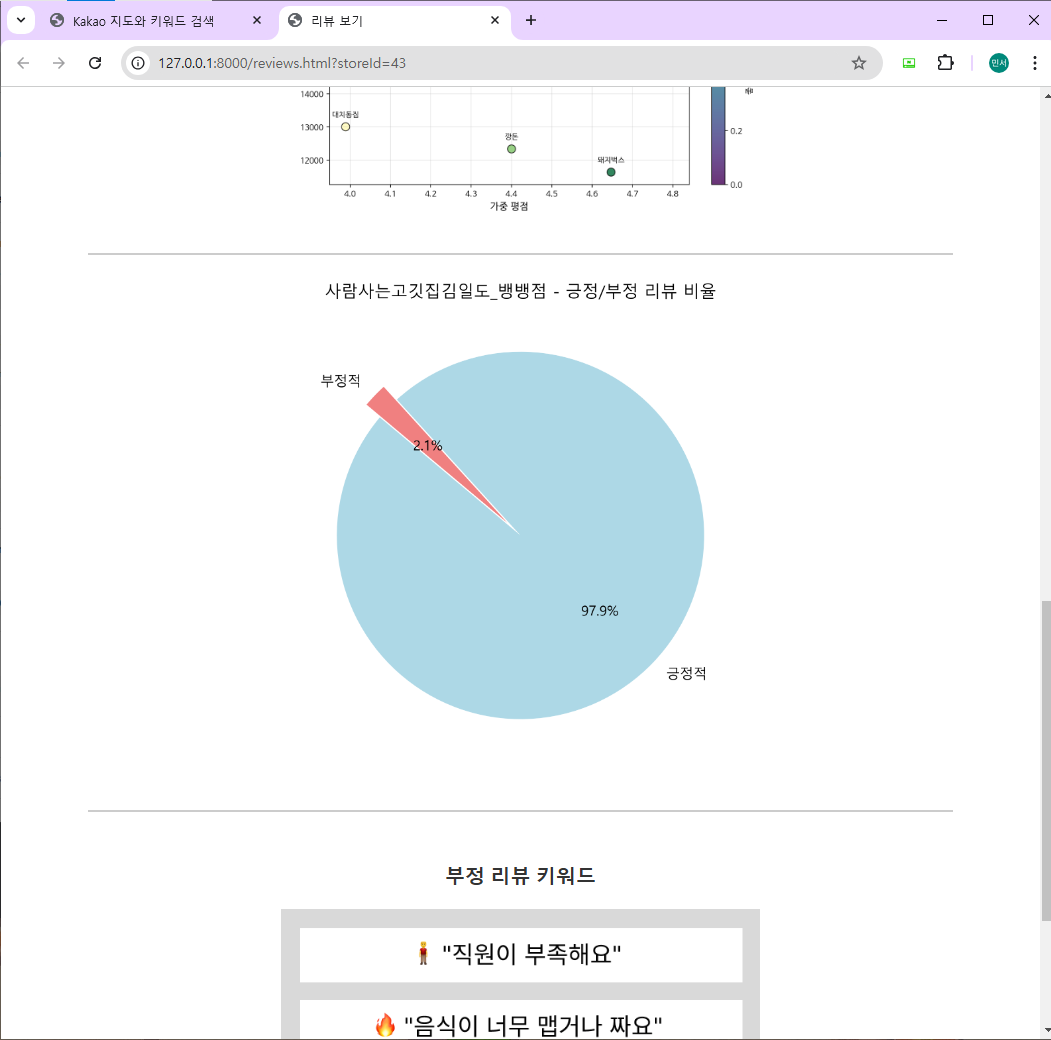 Kakao 지도와 키워드 검색
리뷰 보기
127.0.0.1:8000/reviews.html?storeId=43
민서
14000
대치동집
13000
깡돈
돼지벅스
12000
4.0 4.1 4.2 4.3 4.4 4.5 4.6 4.7 4.8
가중 평점
0.2
0.0
사람사는고깃집김일도_뱅뱅점 - 긍정/부정 리뷰 비율
부정적
2.1%
97.9%
긍정적
부정 리뷰 키워드
"직원이 부족해요"
"음식이 너무 맵거나 짜요"